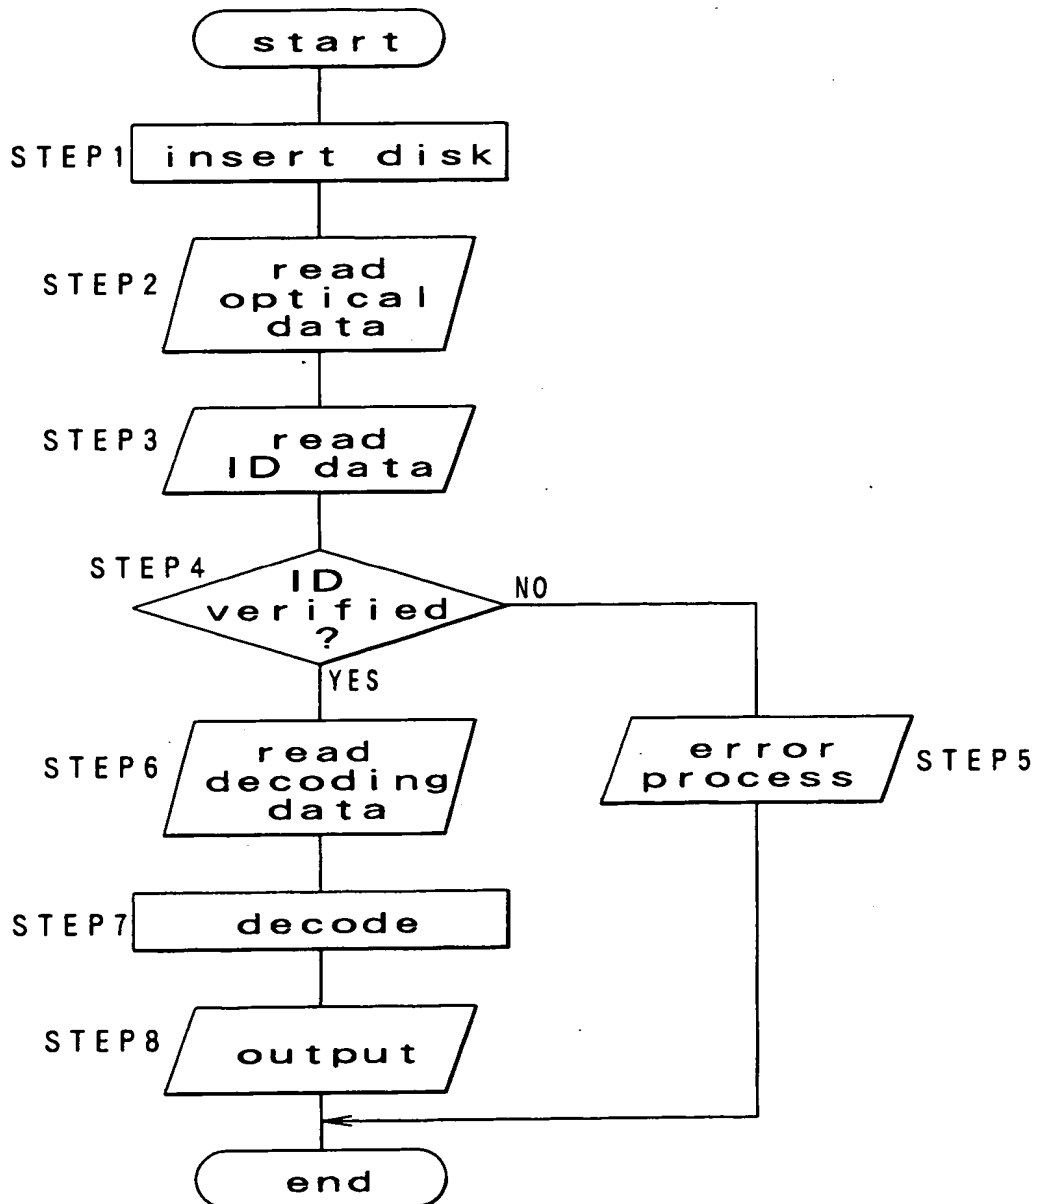 start
STEP1
insert disk
STEP2
read
optical
data
STEP3
read
ID data
STEP4
ID
verified
?
NO
YES
error
process
STEP5
STEP6
read
decoding
data
STEP7
decode
STEP8
output
end